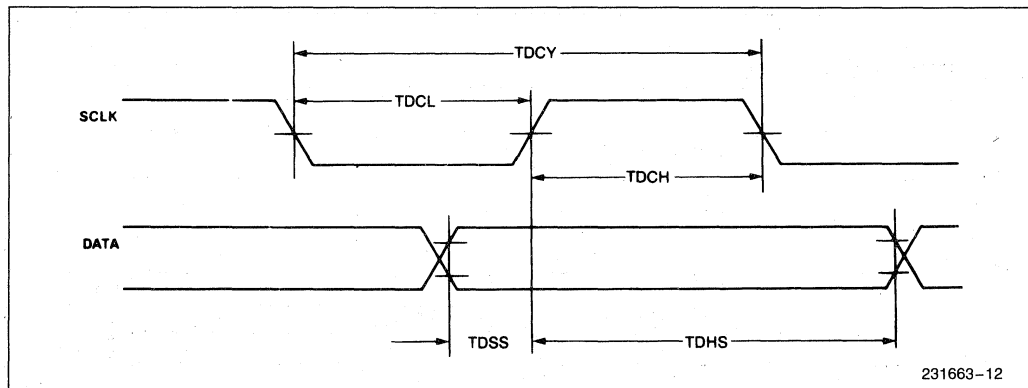 TDCY
TDCL
SCLK
TDCH
DATA
TDSS
TDHS
231663-12